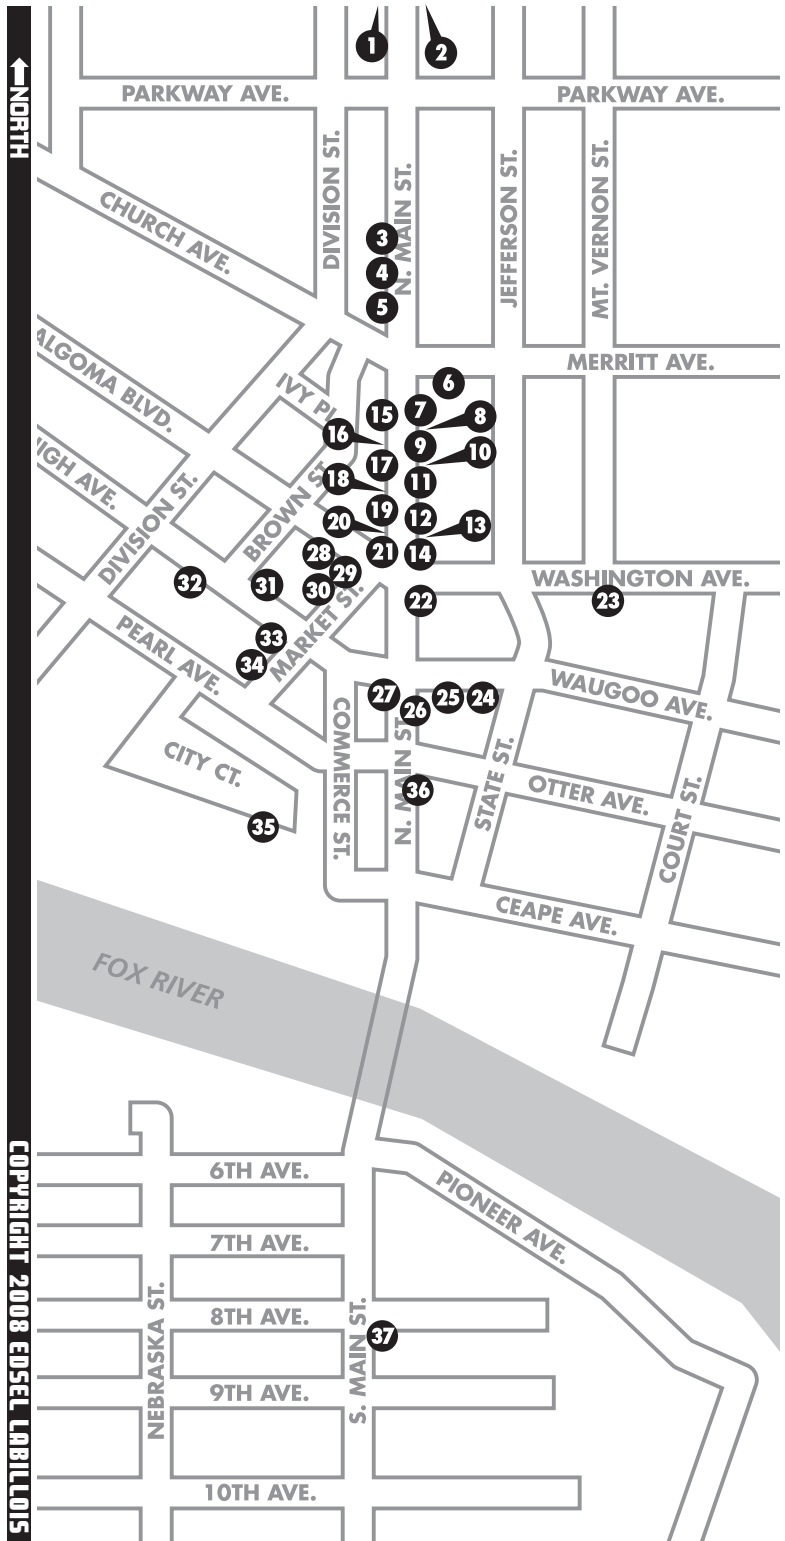 NORTH
1
2
PARKWAY AVE.
PARKWAY AVE.
DIVISION ST.
N. MAIN ST.
JEFFERSON ST.
MT. VERNON ST.
CHURCH AVE.
3
4
5
MERRITT AVE.
ALGOMA BLVD.
IVY PL.
6
7
8
15
16
9
10
17
18
11
HIGH AVE.
DIVISION ST.
BROWN ST.
19
20
12
13
21
14
28
29
30
31
32
WASHINGTON AVE.
22
23
MARKET ST.
33
34
PEARL AVE.
27
26
25
24
WAUGOO AVE.
CITY CT.
COMMERCE ST.
N. MAIN ST.
STATE ST.
OTTER AVE.
COURT ST.
36
35
CEAPE AVE.
FOX RIVER
6TH AVE.
PIONEER AVE.
7TH AVE.
NEBRASKA ST.
8TH AVE.
S. MAIN ST.
37
9TH AVE.
10TH AVE.
COPYRIGHT 2008 EDSEL LABILLOIS